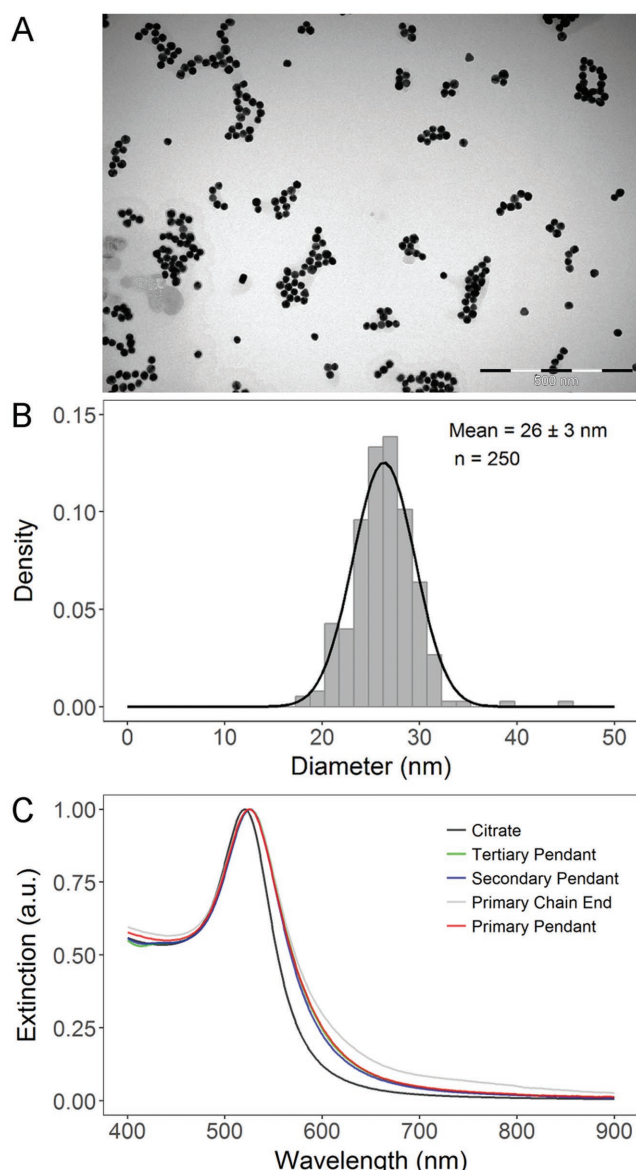 A
500 nm
B
0.15
Mean = 26 ± 3 nm
n = 250
0.10
0.05
0.00
Density
0
10
20
30
40
50
Diameter (nm)
C
1.00
Citrate
Tertiary Pendant
0.75
Secondary Pendant
Primary Chain End
Primary Pendant
0.50
0.25
0.00
Extinction (a.u.)
400
500
600
700
800
900
Wavelength (nm)